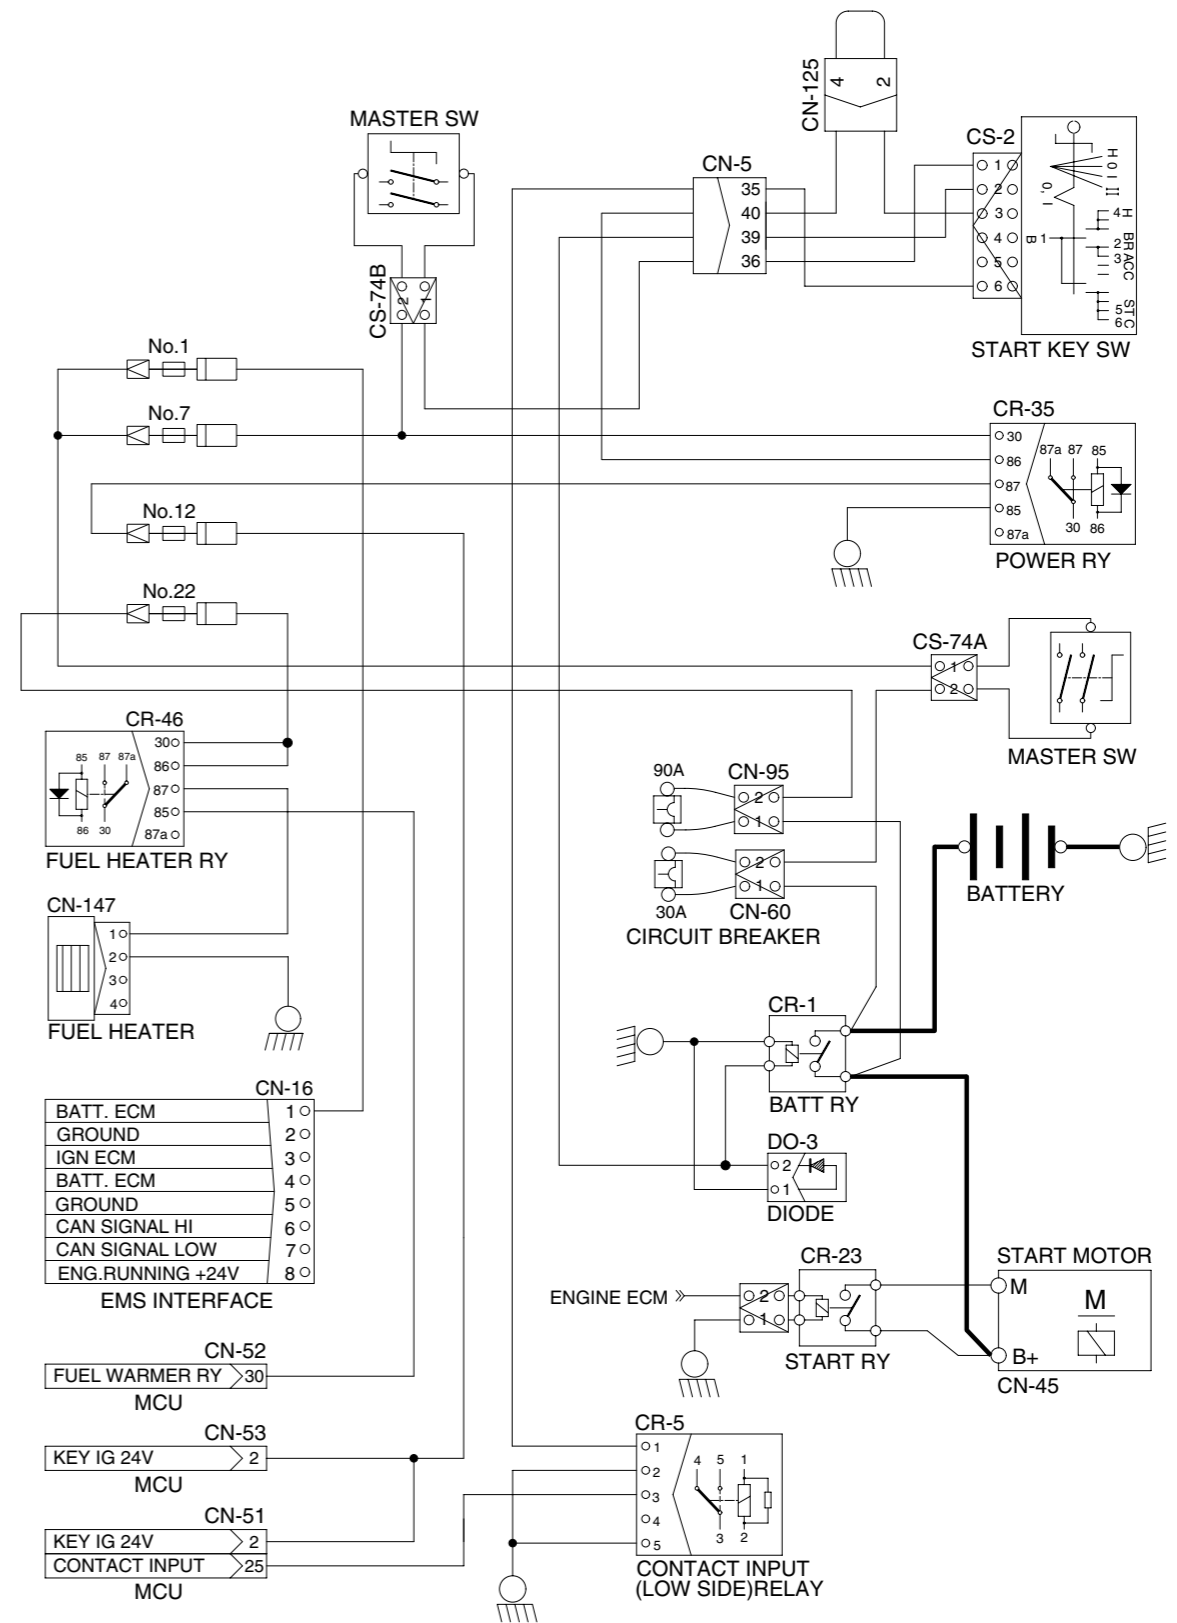 MASTER SW
CN-125
4 2
CS-2
CN-5
35
40
39
36
1
2
3
4
5
6
H 0 I II
0, I
B 1
4 H
2 BR
3 ACC
5 ST
6 C
START KEY SW
CS-74B
2 1
No.1
No.7
No.12
No.22
CR-35
30
86
87
85
87a
87a 87 85
30 86
POWER RY
CS-74A
1
2
MASTER SW
CR-46
30
86
87
85
87a
85 87 87a
86 30
FUEL HEATER RY
90A
CN-95
2
1
30A
2
1
CN-60
CIRCUIT BREAKER
BATTERY
CN-147
1
2
3
4
FUEL HEATER
CR-1
BATT RY
CN-16
BATT. ECM 1
GROUND 2
IGN ECM 3
BATT. ECM 4
GROUND 5
CAN SIGNAL HI 6
CAN SIGNAL LOW 7
ENG.RUNNING +24V 8
EMS INTERFACE
DO-3
2
1
DIODE
CR-23
ENGINE ECM
2
1
START RY
START MOTOR
M
M
B+
CN-45
CN-52
FUEL WARMER RY 30
MCU
CN-53
KEY IG 24V 2
MCU
CN-51
KEY IG 24V 2
CONTACT INPUT 25
MCU
CR-5
1
2
3
4
5
4 5 1
3 2
CONTACT INPUT
(LOW SIDE)RELAY